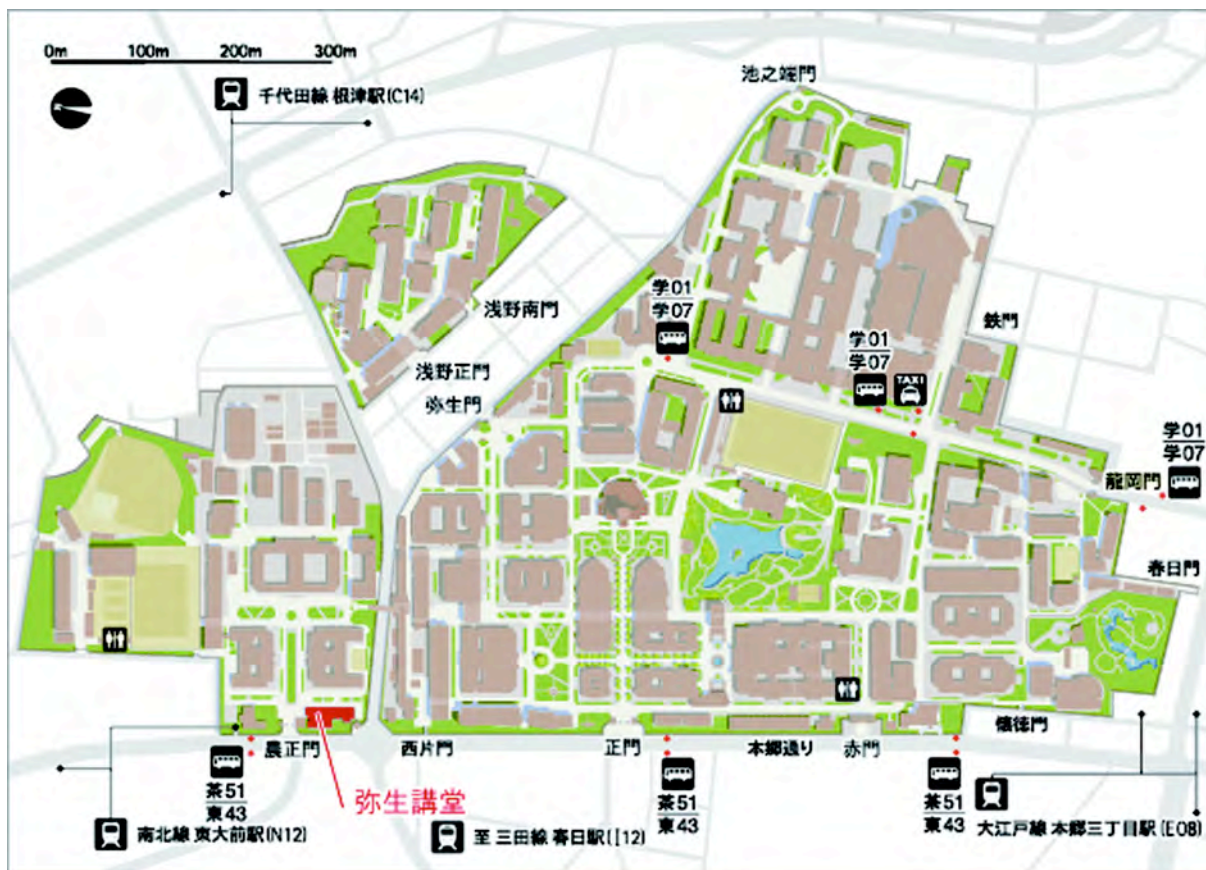 0m 100m 200m 300m
千代田線 根津駅(C14)
池之端門
浅野南門
学01
学07
学01
学07
TAXI
鉄門
浅野正門
弥生門
学01
学07
龍岡門
春日門
農正門
西片門
正門
本郷通り
赤門
懐徳門
茶51
東43
弥生講堂
茶51
東43
茶51
東43
南北線 東大前駅(N12)
至 三田線 春日駅(I12)
大江戸線 本郷三丁目駅(E08)